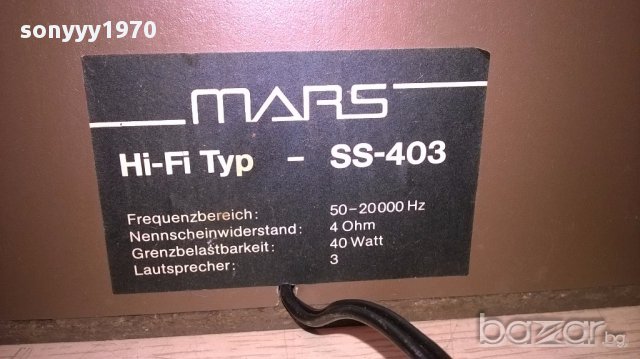 sonyyy1970
MARS
Hi-Fi Typ - SS-403
Frequenzbereich: 50-20000 Hz
Nennscheinwiderstand: 4 Ohm
Grenzbelastbarkeit: 40 Watt
Lautsprecher: 3
bazar.bg